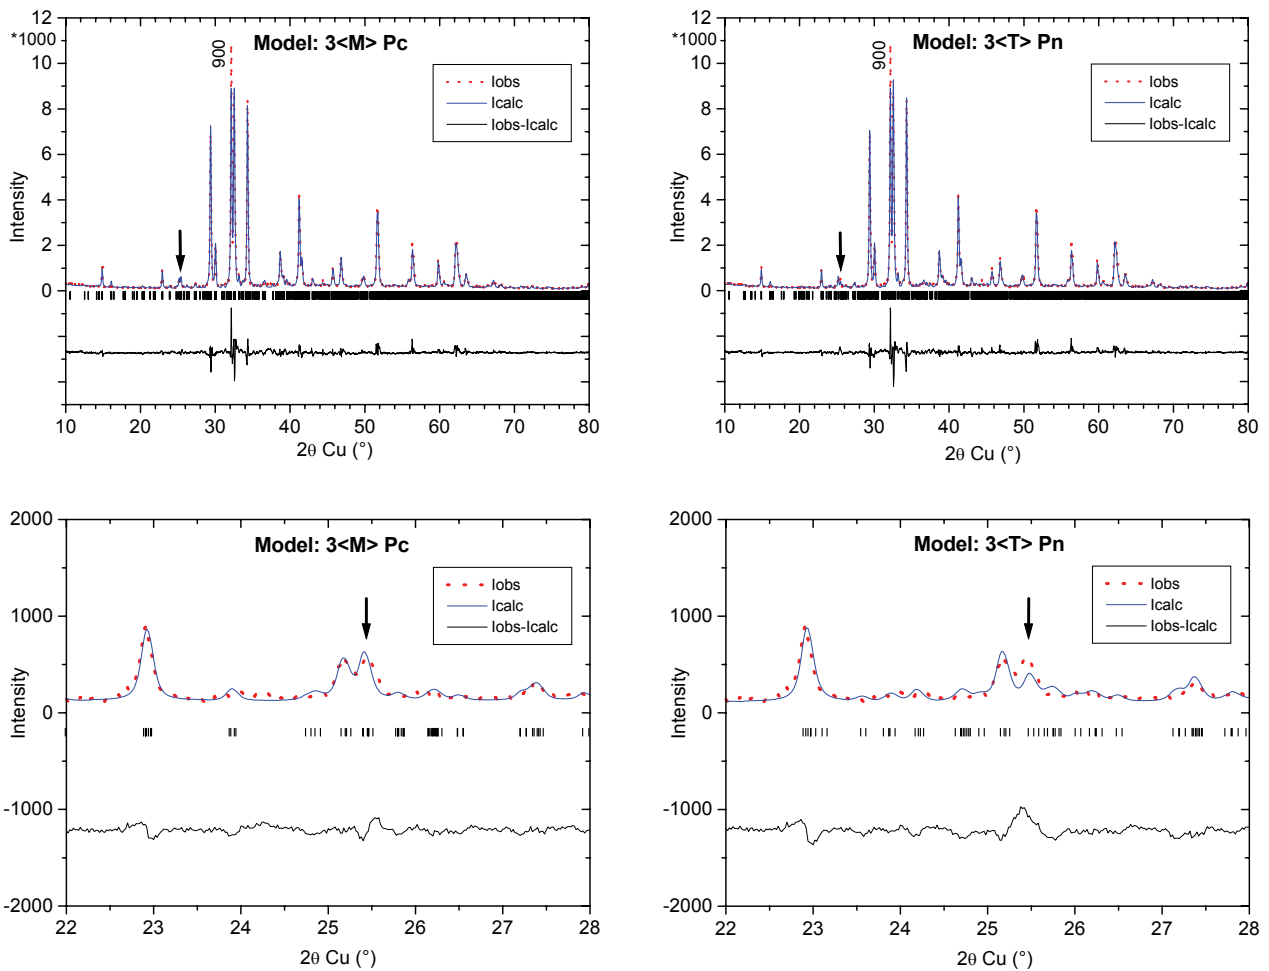 12
*1000
Model: 3<M> Pc
900
Iobs
Icalc
Iobs-Icalc
10
8
6
4
2
0
Intensity
10 20 30 40 50 60 70 80
2θ Cu (°)
12
*1000
Model: 3<T> Pn
900
Iobs
Icalc
Iobs-Icalc
10
8
6
4
2
0
Intensity
10 20 30 40 50 60 70 80
2θ Cu (°)
2000
Model: 3<M> Pc
Iobs
Icalc
Iobs-Icalc
1000
0
-1000
-2000
Intensity
22 23 24 25 26 27 28
2θ Cu (°)
2000
Model: 3<T> Pn
Iobs
Icalc
Iobs-Icalc
1000
0
-1000
-2000
Intensity
22 23 24 25 26 27 28
2θ Cu (°)